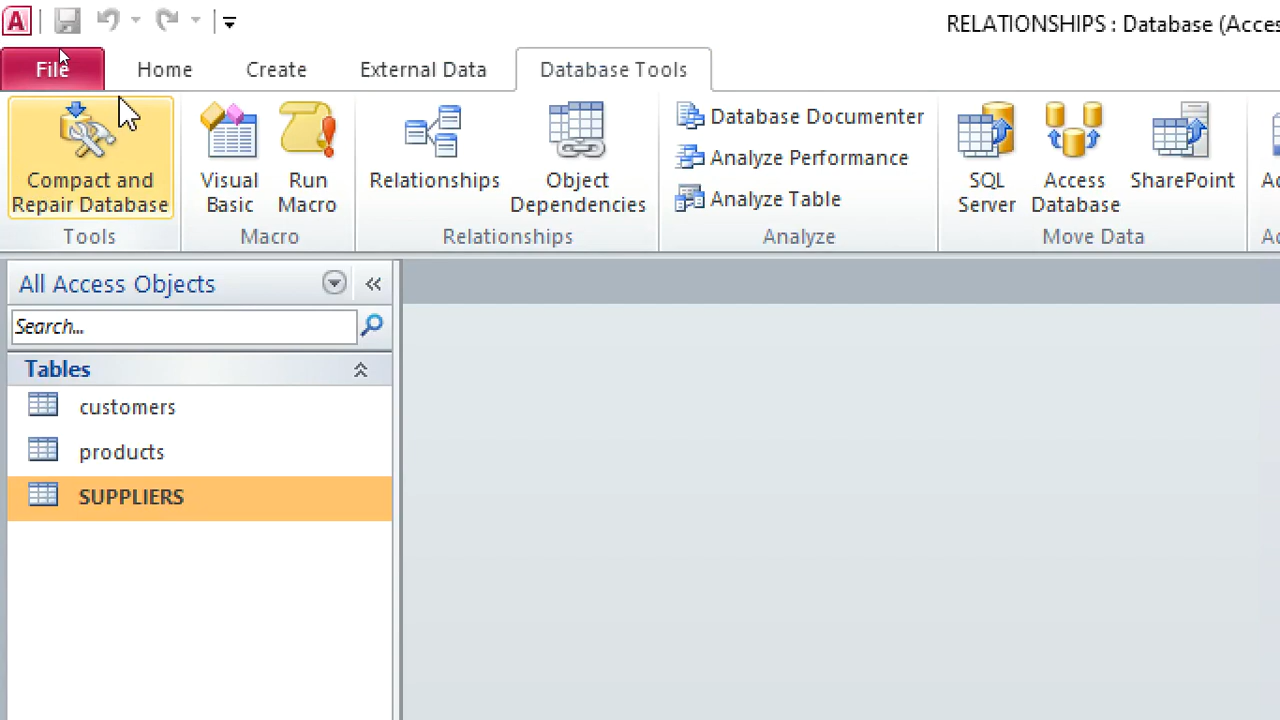 RELATIONSHIPS : Database (Acces
File Home Create External Data Database Tools
Compact and
Repair Database
Visual
Basic
Run
Macro
Relationships
Object
Dependencies
Database Documenter
Analyze Performance
Analyze Table
SQL
Server
Access
Database
SharePoint
Tools Macro Relationships Analyze Move Data
All Access Objects
Search...
Tables
customers
products
SUPPLIERS